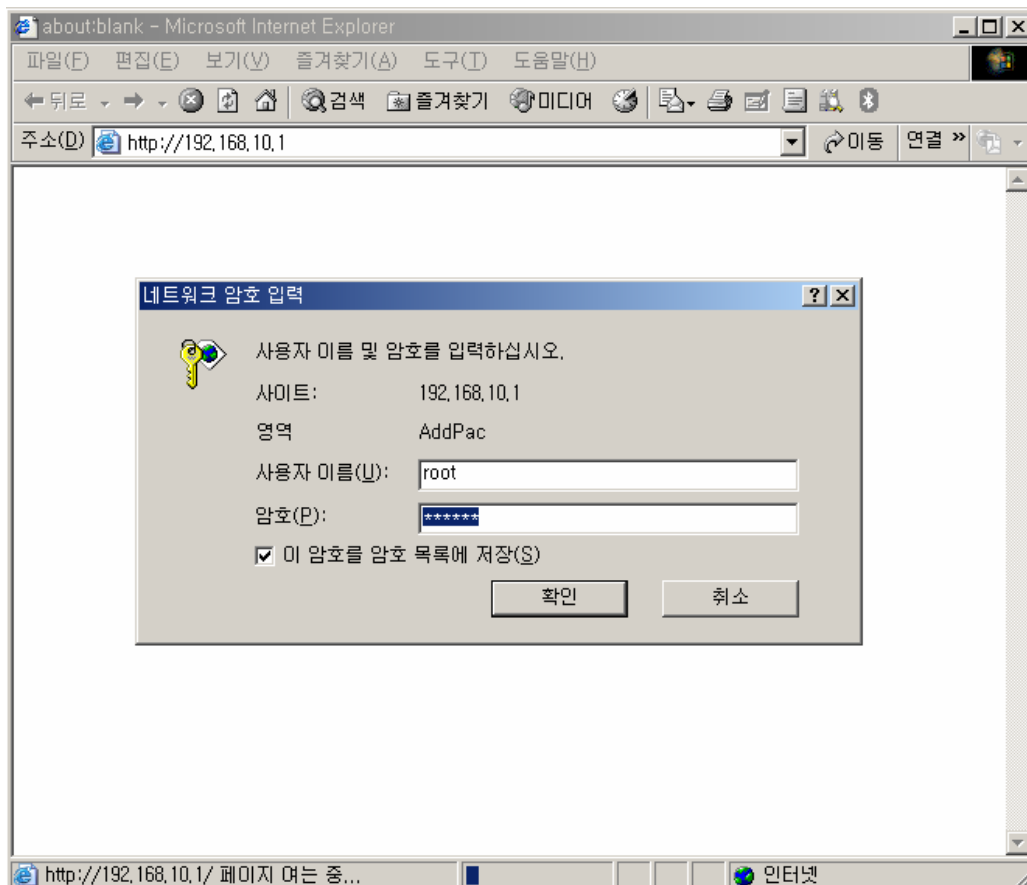 about:blank - Microsoft Internet Explorer
파일(F) 편집(E) 보기(V) 즐겨찾기(A) 도구(T) 도움말(H)
뒤로 검색 즐겨찾기 미디어
주소(D) http://192.168.10.1 이동 연결 »
네트워크 암호 입력
사용자 이름 및 암호를 입력하십시오.
사이트: 192.168.10.1
영역 AddPac
사용자 이름(U): root
암호(P): ******
이 암호를 암호 목록에 저장(S)
확인 취소
http://192.168.10.1/ 페이지 여는 중... 인터넷